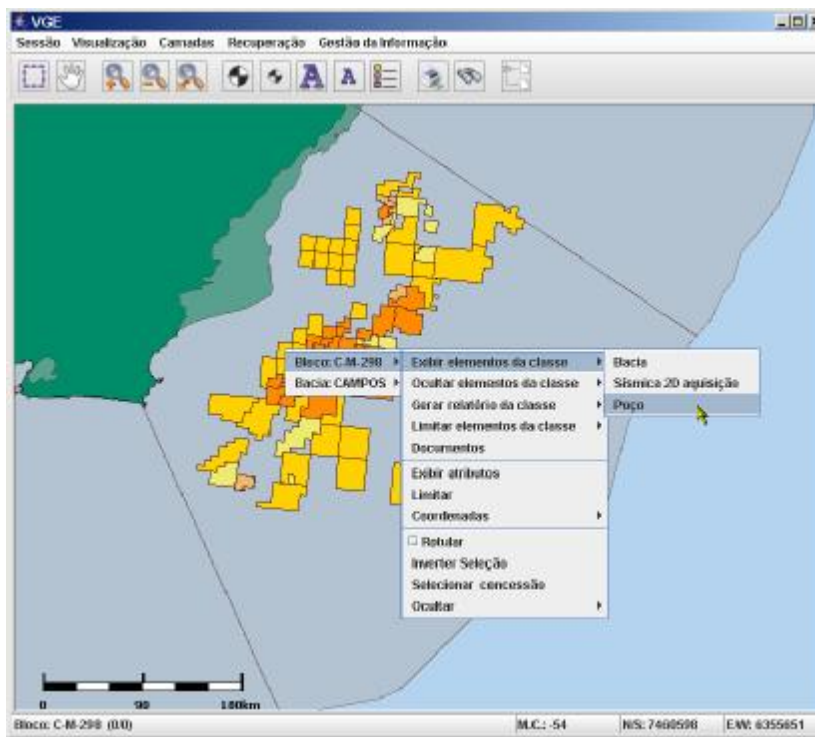 VGE
Sessão Visualização Camadas Recuperação Gestão da Informação
A A
Bloco: C-M-298
Bacia: CAMPOS
Exibir elementos da classe
Ocultar elementos da classe
Gerar relatório da classe
Limitar elementos da classe
Documentos
Exibir atributos
Limitar
Coordenadas
Rotular
Inverter Seleção
Selecionar concessão
Ocultar
Bacia
Sísmica 2D aquisição
Poço
0 90 180km
Bloco: C-M-298 (0/0) M.C.: -54 N/S: 7460598 E/W: 6355651